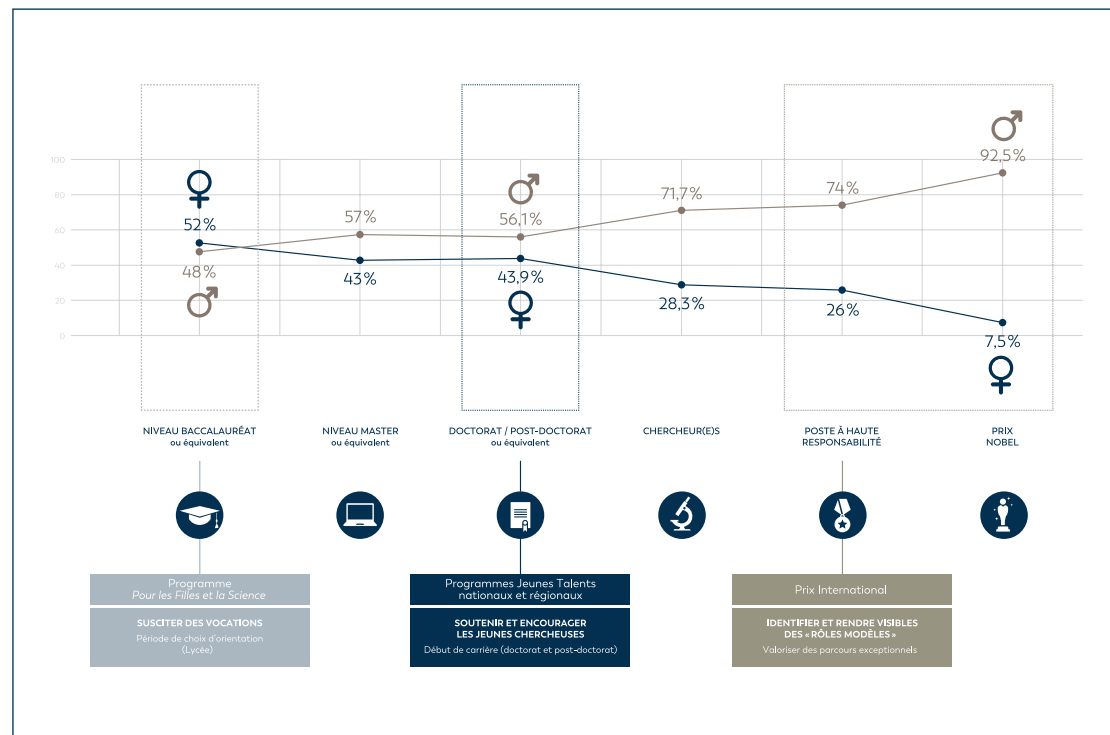 100
80
60
40
20
0
52%
48%
57%
43%
56,1%
43,9%
71,7%
28,3%
74%
26%
92,5%
7,5%
NIVEAU BACCALAURÉAT
ou équivalent
NIVEAU MASTER
ou équivalent
DOCTORAT / POST-DOCTORAT
ou équivalent
CHERCHEUR(E)S
POSTE À HAUTE
RESPONSABILITÉ
PRIX
NOBEL
Programme
Pour les Filles et la Science
SUSCITER DES VOCATIONS
Période de choix d'orientation
(Lycée)
Programmes Jeunes Talents
nationaux et régionaux
SOUTENIR ET ENCOURAGER
LES JEUNES CHERCHEUSES
Début de carrière (doctorat et post-doctorat)
Prix International
IDENTIFIER ET RENDRE VISIBLES
DES « RÔLES MODÈLES »
Valoriser des parcours exceptionnels